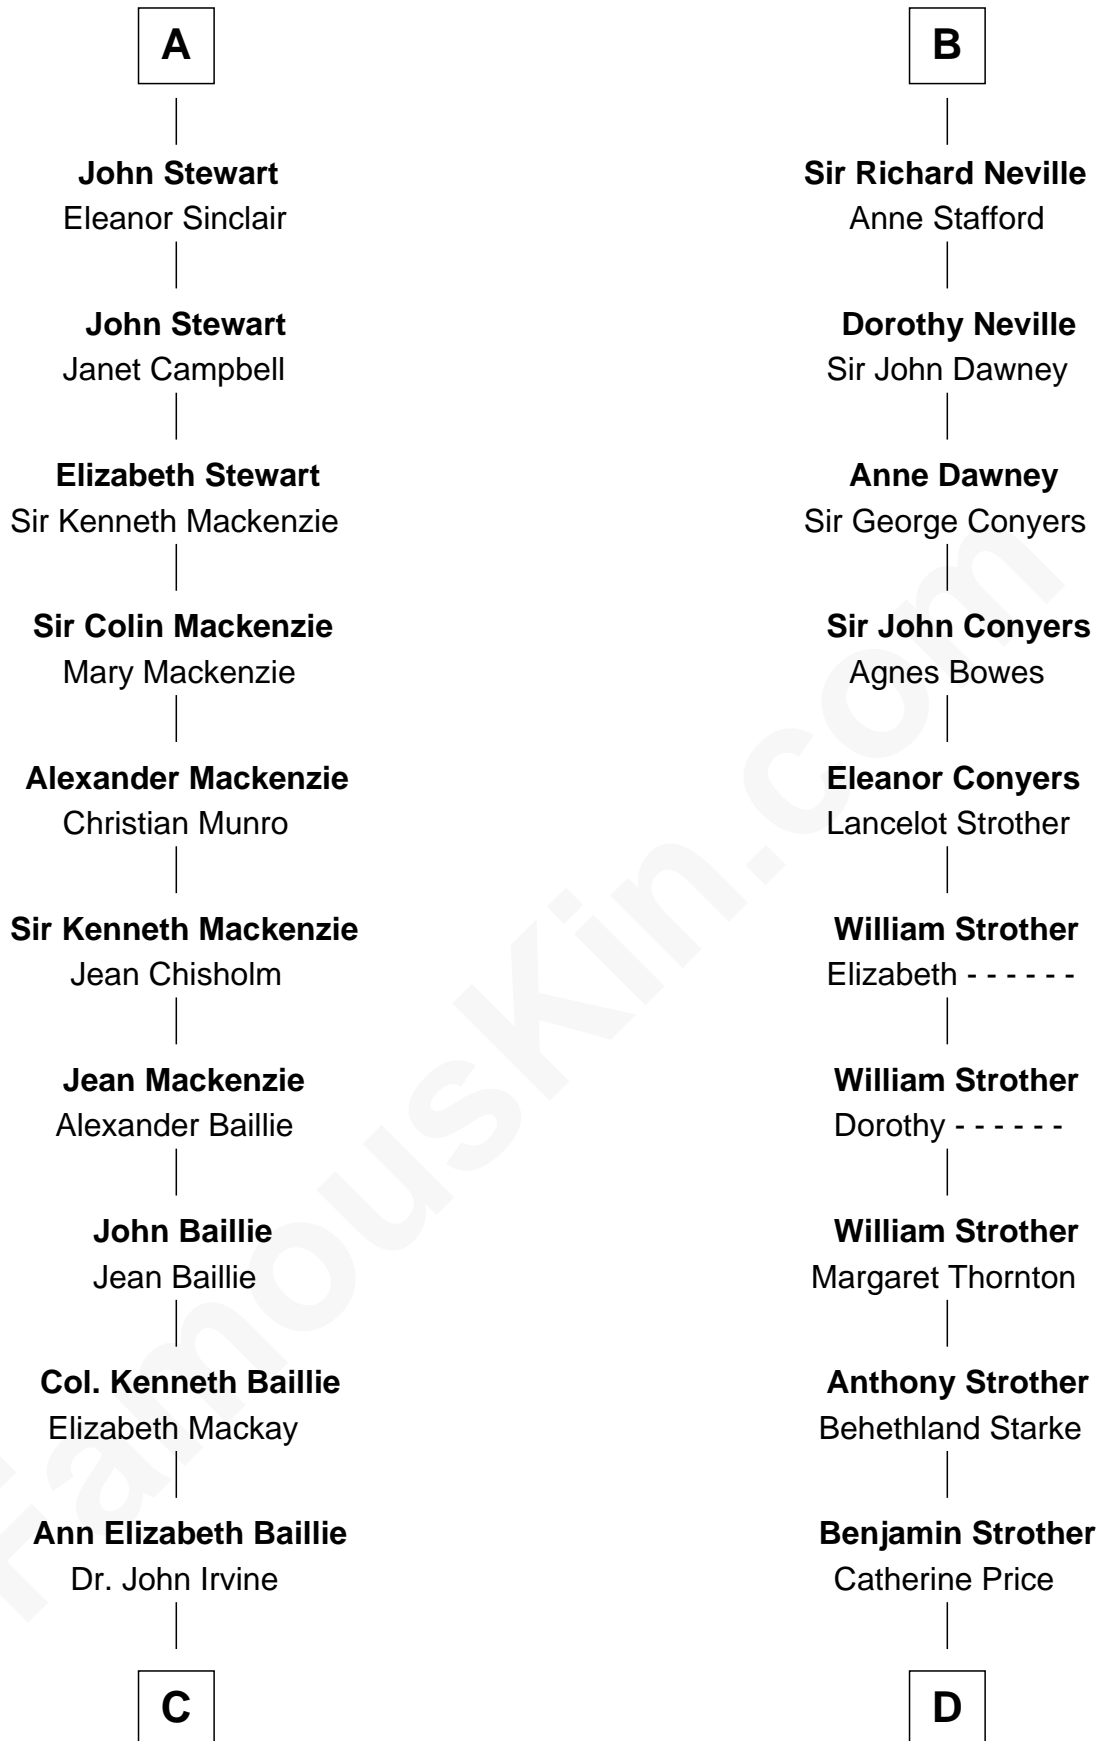 A
John Stewart
Eleanor Sinclair
John Stewart
Janet Campbell
Elizabeth Stewart
Sir Kenneth Mackenzie
Sir Colin Mackenzie
Mary Mackenzie
Alexander Mackenzie
Christian Munro
Sir Kenneth Mackenzie
Jean Chisholm
Jean Mackenzie
Alexander Baillie
John Baillie
Jean Baillie
Col. Kenneth Baillie
Elizabeth Mackay
Ann Elizabeth Baillie
Dr. John Irvine
C
B
Sir Richard Neville
Anne Stafford
Dorothy Neville
Sir John Dawney
Anne Dawney
Sir George Conyers
Sir John Conyers
Agnes Bowes
Eleanor Conyers
Lancelot Strother
William Strother
Elizabeth - - - - - -
William Strother
Dorothy - - - - - -
William Strother
Margaret Thornton
Anthony Strother
Behethland Starke
Benjamin Strother
Catherine Price
D
FamousKin.com